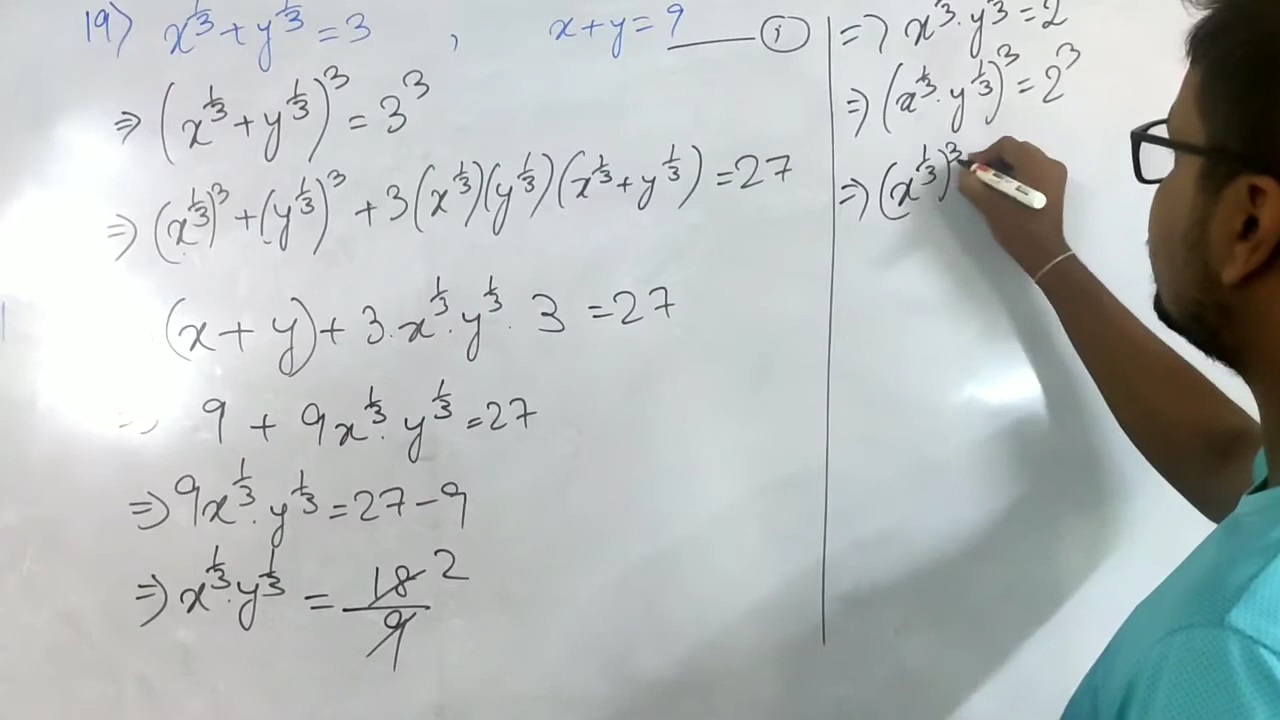 19) x^{1/3} + y^{1/3} = 3 , x + y = 9 ——— (i)
⇒ (x^{1/3} + y^{1/3})^3 = 3^3
⇒ (x^{1/3})^3 + (y^{1/3})^3 + 3(x^{1/3})(y^{1/3})(x^{1/3} + y^{1/3}) = 27
(x + y) + 3 · x^{1/3} · y^{1/3} · 3 = 27
⇒ 9 + 9x^{1/3} · y^{1/3} = 27
⇒ 9x^{1/3} · y^{1/3} = 27 - 9
⇒ x^{1/3} · y^{1/3} = 18/9 2
⇒ x^{1/3} · y^{1/3} = 2
⇒ (x^{1/3} · y^{1/3})^3 = 2^3
⇒ (x^{1/3})^3